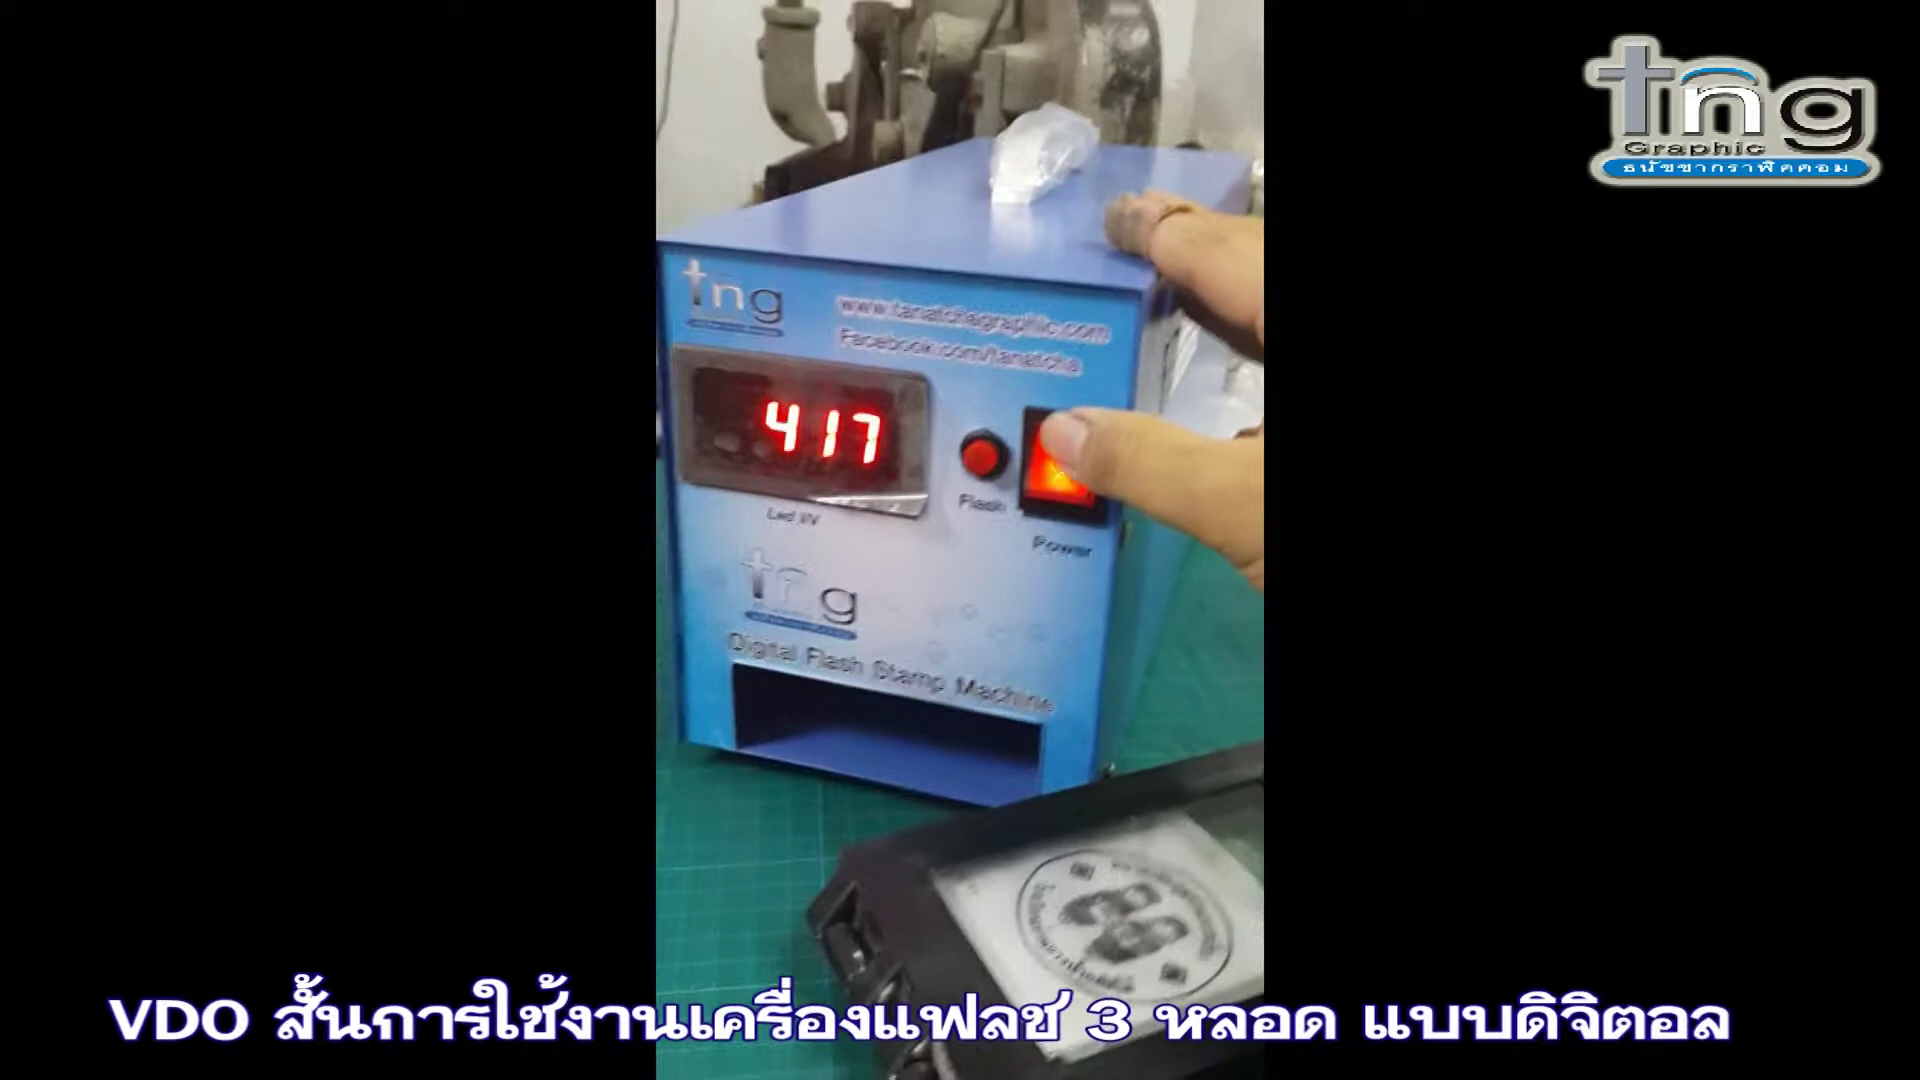 tng
Graphic
ธนัชชากราฟิคคอม
tng
www.tanatchagraphic.com
Facebook.com/tanatcha
417
Flash
Power
tng
Digital Flash Stamp Machine
VDO สั้นการใช้งานเครื่องแฟลช 3 หลอด แบบดิจิตอล